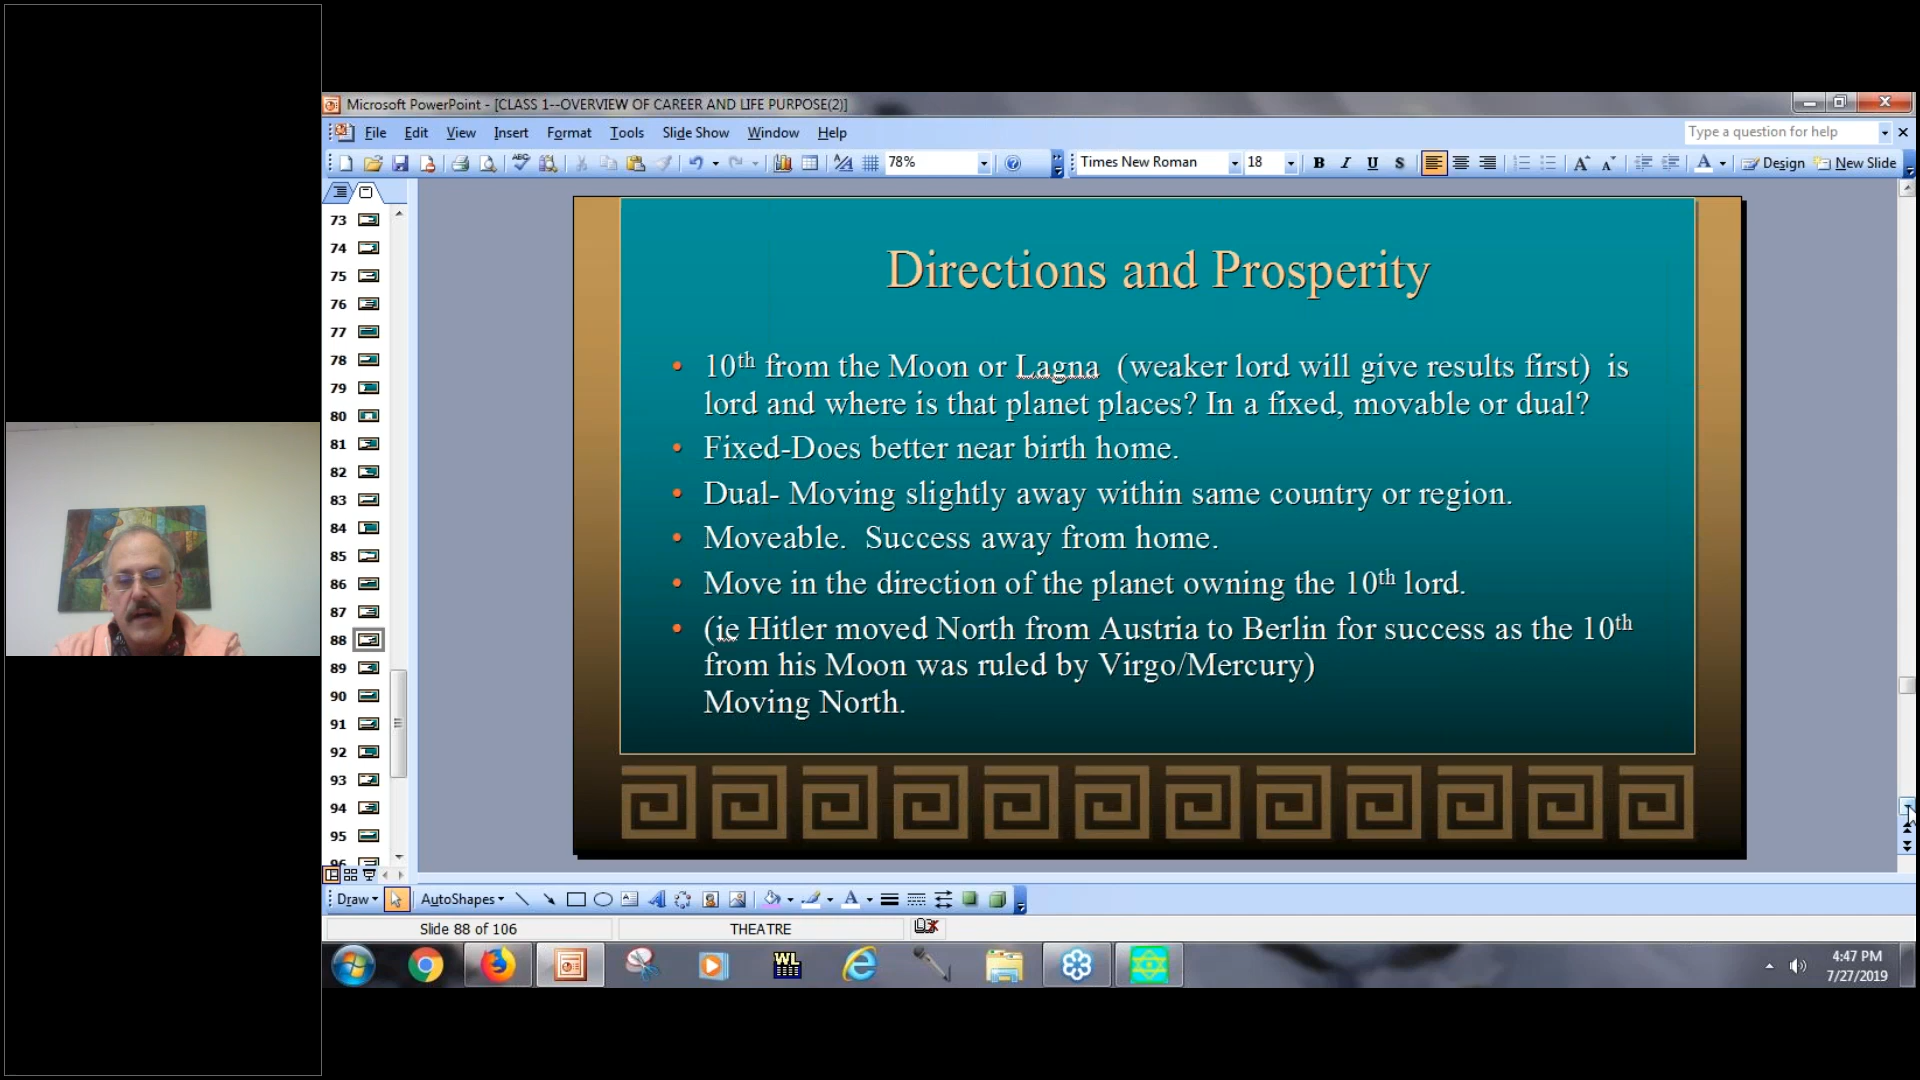 Microsoft PowerPoint - [CLASS 1--OVERVIEW OF CAREER AND LIFE PURPOSE(2)]
File Edit View Insert Format Tools Slide Show Window Help
Type a question for help
78%
Times New Roman
18
B I U S
A A
A
Design
New Slide
73
74
75
76
77
78
79
80
81
82
83
84
85
86
87
88
89
90
91
92
93
94
95
96
Directions and Prosperity
• 10th from the Moon or Lagna (weaker lord will give results first) is
lord and where is that planet places? In a fixed, movable or dual?
• Fixed-Does better near birth home.
• Dual- Moving slightly away within same country or region.
• Moveable. Success away from home.
• Move in the direction of the planet owning the 10th lord.
• (ie Hitler moved North from Austria to Berlin for success as the 10th
from his Moon was ruled by Virgo/Mercury)
Moving North.
Draw AutoShapes
A
Slide 88 of 106
THEATRE
WL
4:47 PM
7/27/2019